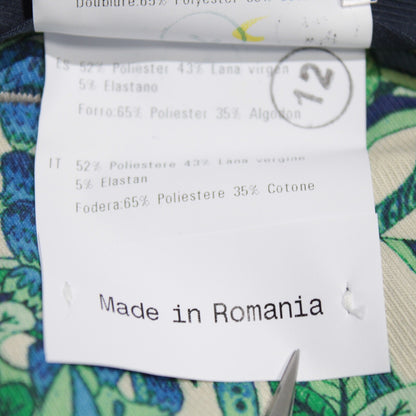 Doublure:65% Polyester 35% Coton
ES 52% Poliester 43% Lana virgen
5% Elastano
Forro:65% Poliester 35% Algodon
12
IT 52% Poliestere 43% Lana vergine
5% Elastan
Fodera:65% Poliestere 35% Cotone
Made in Romania